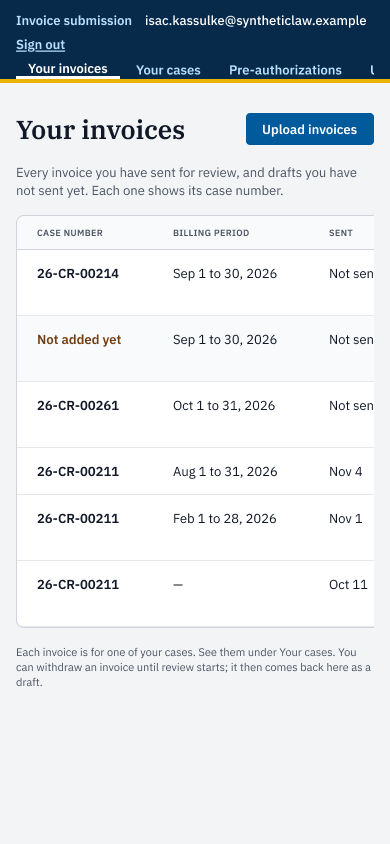 Invoice submission isac.kassulke@syntheticlaw.example
Sign out
Your invoices Your cases Pre-authorizations
Your invoices Upload invoices
Every invoice you have sent for review, and drafts you have
not sent yet. Each one shows its case number.
CASE NUMBER BILLING PERIOD SENT
26-CR-00214 Sep 1 to 30, 2026 Not sen
Not added yet Sep 1 to 30, 2026 Not sen
26-CR-00261 Oct 1 to 31, 2026 Not sen
26-CR-00211 Aug 1 to 31, 2026 Nov 4
26-CR-00211 Feb 1 to 28, 2026 Nov 1
26-CR-00211 — Oct 11
Each invoice is for one of your cases. See them under Your cases. You
can withdraw an invoice until review starts; it then comes back here as a
draft.